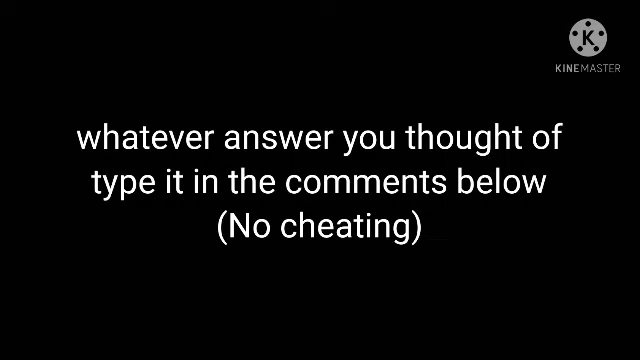 K
KINEMASTER
whatever answer you thought of
type it in the comments below
(No cheating)